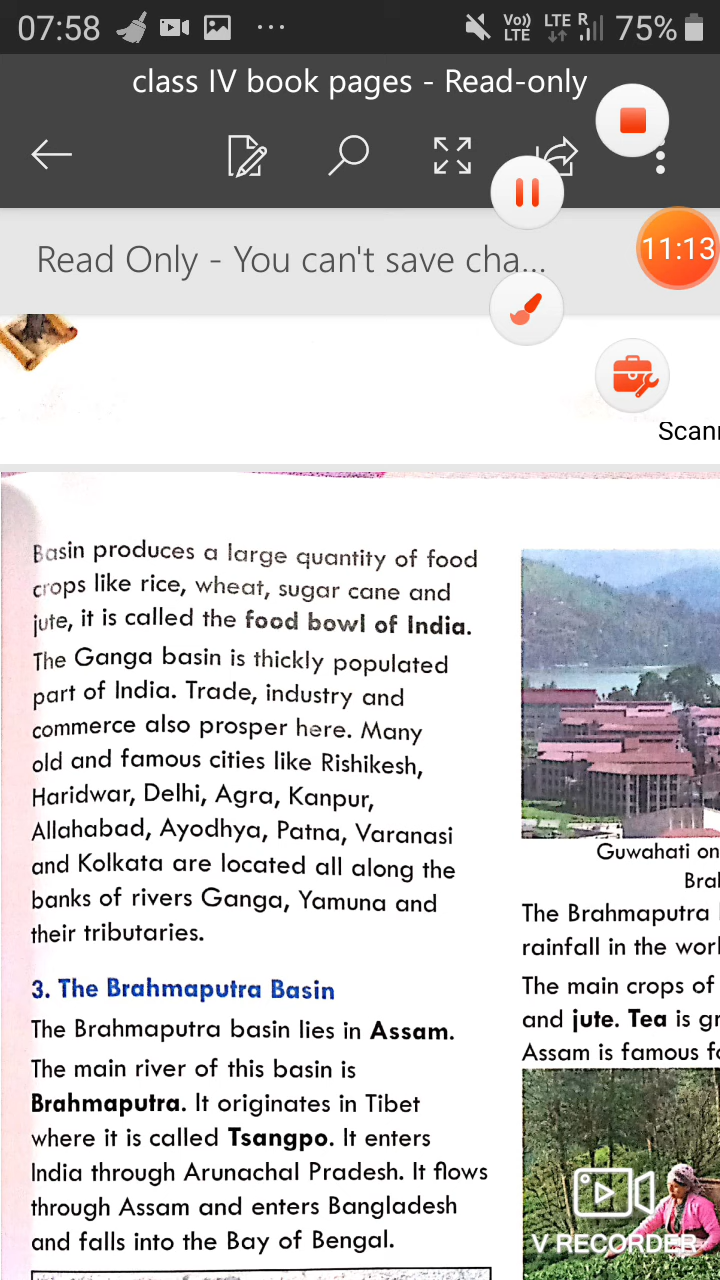 07:58
Vo))
LTE
LTE
R
75%
class IV book pages - Read-only
11:13
Read Only - You can't save cha...
Scan
Basin produces a large quantity of food
crops like rice, wheat, sugar cane and
jute, it is called the food bowl of India.
The Ganga basin is thickly populated
part of India. Trade, industry and
commerce also prosper here. Many
old and famous cities like Rishikesh,
Haridwar, Delhi, Agra, Kanpur,
Allahabad, Ayodhya, Patna, Varanasi
and Kolkata are located all along the
banks of rivers Ganga, Yamuna and
their tributaries.
3. The Brahmaputra Basin
The Brahmaputra basin lies in Assam.
The main river of this basin is
Brahmaputra. It originates in Tibet
where it is called Tsangpo. It enters
India through Arunachal Pradesh. It flows
through Assam and enters Bangladesh
and falls into the Bay of Bengal.
Guwahati on
Bra
The Brahmaputra
rainfall in the wor
The main crops of
and jute. Tea is gr
Assam is famous fo
V RECORDER